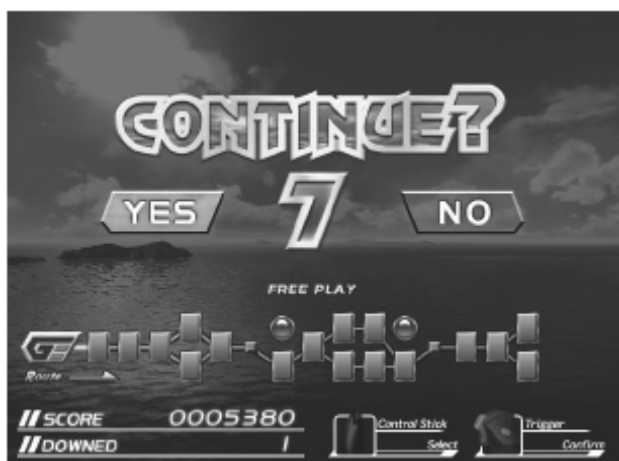 CONTINUE?
YES 7 NO
FREE PLAY
Route
SCORE 0005380
DOWNED 1
Control Stick
Select
Trigger
Confirm